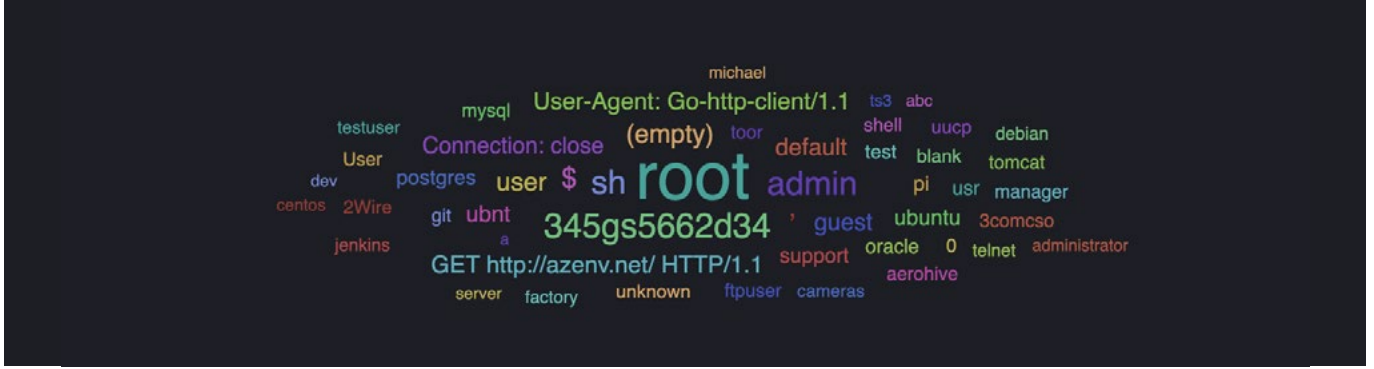 michael
User-Agent: Go-http-client/1.1 ts3 abc
mysql
testuser (empty) toor shell uucp debian
Connection: close default test blank tomcat
User
dev postgres user $ sh root admin pi usr manager
centos 2Wire git ubnt 345gs5662d34 ' guest ubuntu 3comcso
jenkins a support oracle 0 telnet administrator
GET http://azenv.net/ HTTP/1.1 aerohive
server factory unknown ftpuser cameras